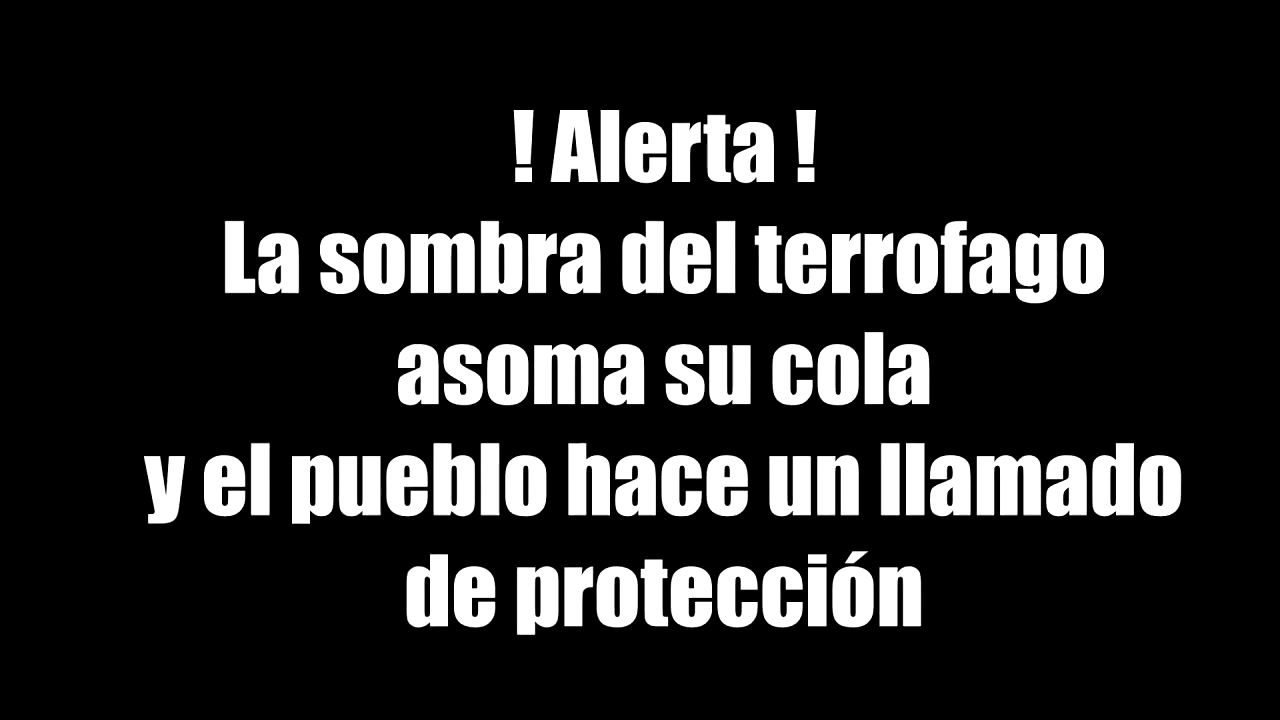 ! Alerta !
La sombra del terrofago
asoma su cola
y el pueblo hace un llamado
de protección